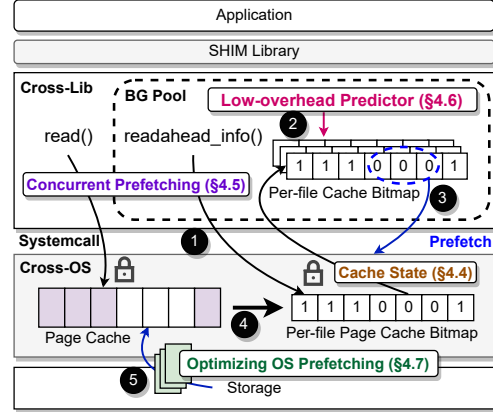 Application
SHIM Library
Cross-Lib
BG Pool
Low-overhead Predictor (§4.6)
read()
readahead_info()
2
1 1 1 0 0 0 1
Concurrent Prefetching (§4.5)
Per-file Cache Bitmap
3
Systemcall
1
Prefetch
Cross-OS
Cache State (§4.4)
1 1 1 0 0 0 1
Page Cache
4
Per-file Page Cache Bitmap
Optimizing OS Prefetching (§4.7)
5
Storage